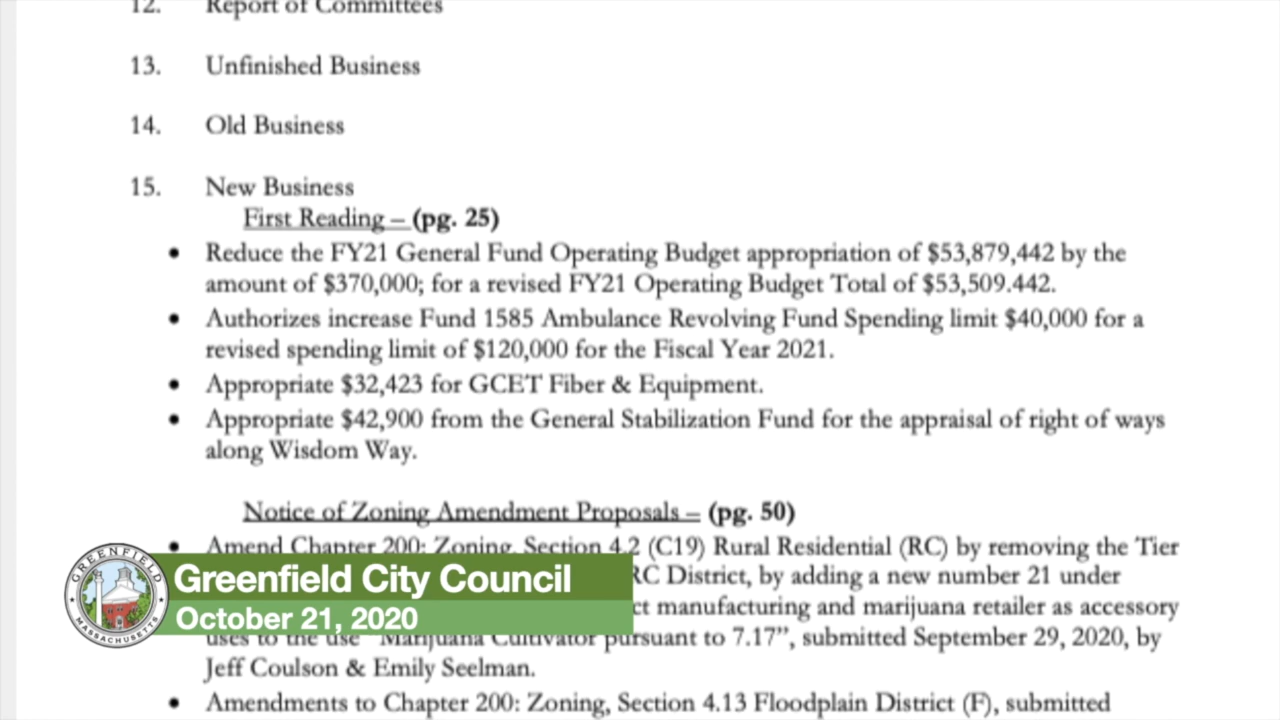 12. Report of Committees
13. Unfinished Business
14. Old Business
15. New Business
First Reading – (pg. 25)
• Reduce the FY21 General Fund Operating Budget appropriation of $53,879,442 by the
amount of $370,000; for a revised FY21 Operating Budget Total of $53,509.442.
• Authorizes increase Fund 1585 Ambulance Revolving Fund Spending limit $40,000 for a
revised spending limit of $120,000 for the Fiscal Year 2021.
• Appropriate $32,423 for GCET Fiber & Equipment.
• Appropriate $42,900 from the General Stabilization Fund for the appraisal of right of ways
along Wisdom Way.
Notice of Zoning Amendment Proposals – (pg. 50)
• Amend Chapter 200: Zoning, Section 4.2 (C19) Rural Residential (RC) by removing the Tier
RC District, by adding a new number 21 under
manufacturing and marijuana retailer as accessory
uses to the use "Marijuana Cultivator pursuant to 7.17”, submitted September 29, 2020, by
Jeff Coulson & Emily Seelman.
• Amendments to Chapter 200: Zoning, Section 4.13 Floodplain District (F), submitted
GREENFIELD
MASSACHUSETTS
Greenfield City Council
October 21, 2020